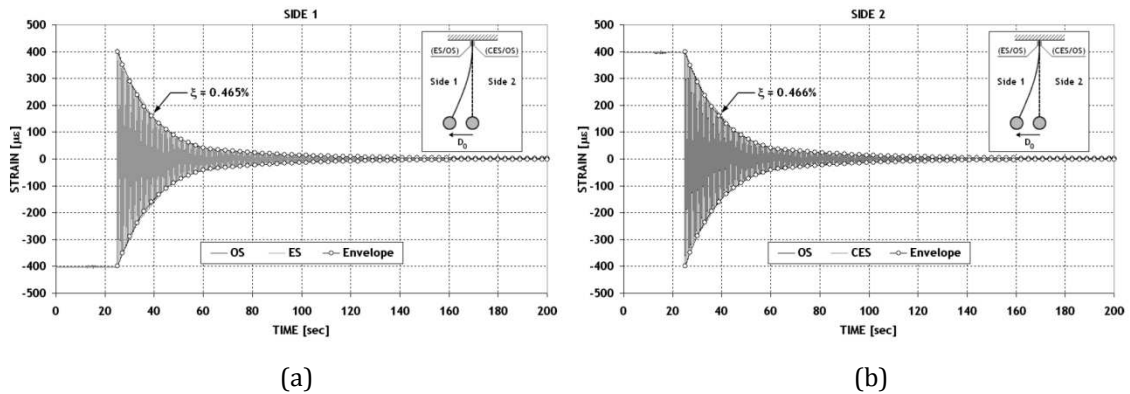 SIDE 1
STRAIN [µε]
500
400
300
200
100
0
-100
-200
-300
-400
-500
ξ = 0.465%
(ES/OS) (CES/OS)
Side 1 Side 2
D0
OS ES Envelope
0 20 40 60 80 100 120 140 160 180 200
TIME [sec]
(a)
SIDE 2
STRAIN [µε]
500
400
300
200
100
0
-100
-200
-300
-400
-500
ξ = 0.466%
(ES/OS) (CES/OS)
Side 1 Side 2
D0
OS CES Envelope
0 20 40 60 80 100 120 140 160 180 200
TIME [sec]
(b)